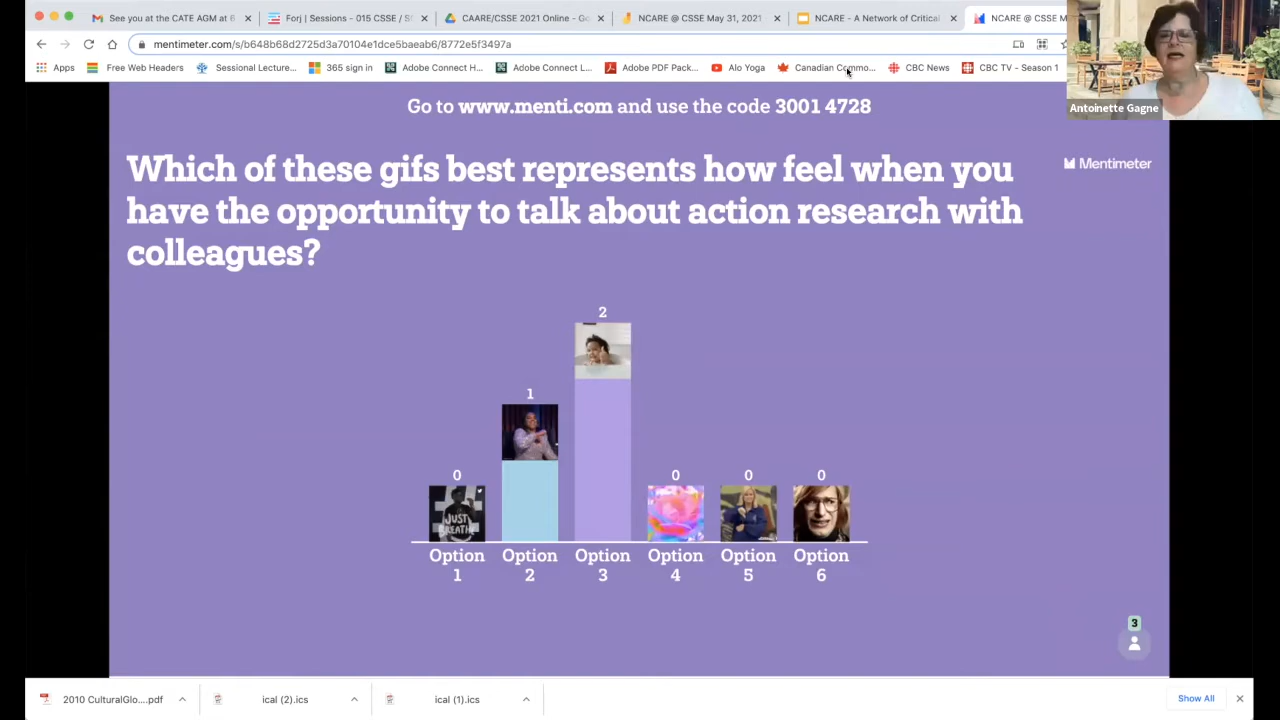 See you at the CATE AGM at 6
Forj | Sessions - 015 CSSE / S
CAARE/CSSE 2021 Online - G
NCARE @ CSSE May 31, 2021
NCARE - A Network of Critical
NCARE @ CSSE M
mentimeter.com/s/b648b68d2725d3a70104e1dce5baeab6/8772e5f3497a
Apps
Free Web Headers
Sessional Lecture...
365 sign in
Adobe Connect H...
Adobe Connect L...
Adobe PDF Pack...
Alo Yoga
Canadian Commo...
CBC News
CBC TV - Season 1
Antoinette Gagne
Go to www.menti.com and use the code 3001 4728
Mentimeter
Which of these gifs best represents how feel when you
have the opportunity to talk about action research with
colleagues?
2
1
0
0
0
0
JUST
BREATHE
Option
1
Option
2
Option
3
Option
4
Option
5
Option
6
3
2010 CulturalGlo....pdf
ical (2).ics
ical (1).ics
Show All